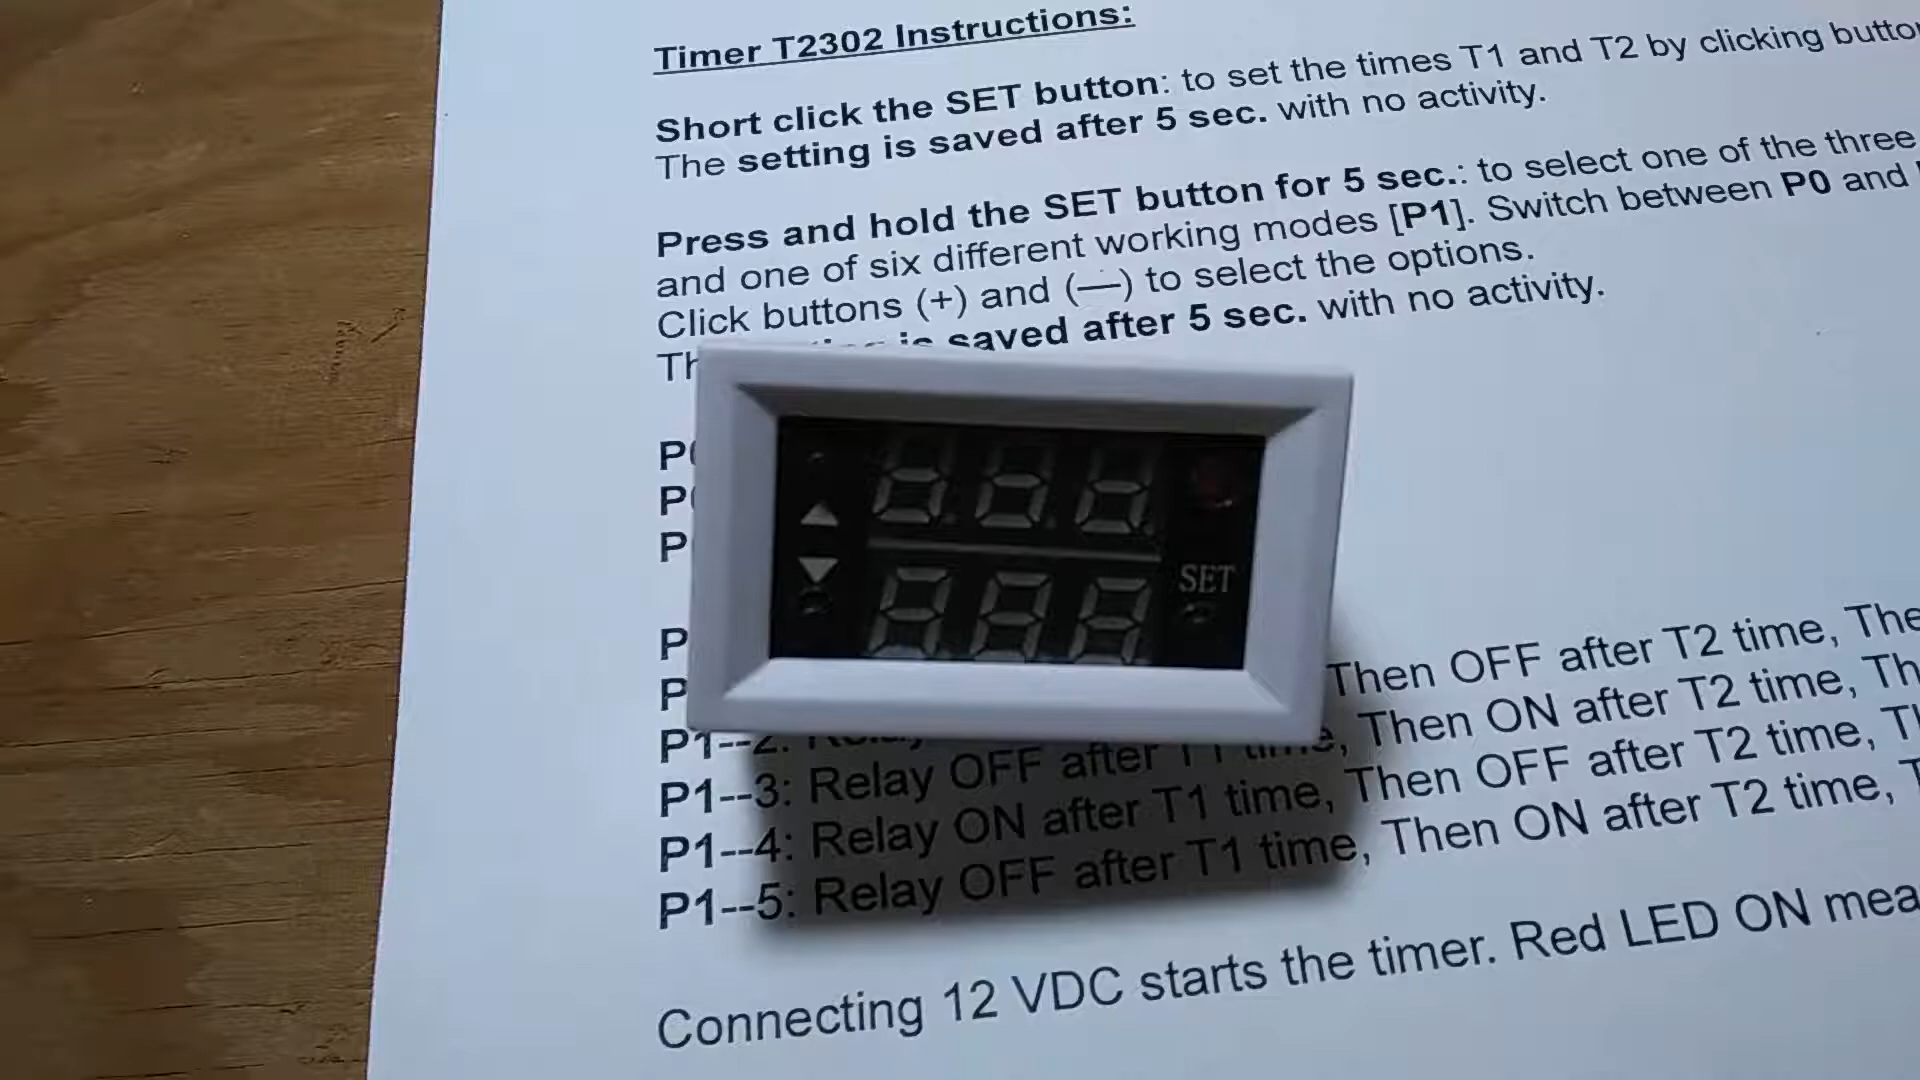 Timer T2302 Instructions:
Short click the SET button: to set the times T1 and T2 by clicking
The setting is saved after 5 sec. with no activity.
Press and hold the SET button for 5 sec.: to select one of the three
and one of six different working modes [P1]. Switch between P0 and
Click buttons (+) and (—) to select the options.
saved after 5 sec. with no activity.
SET
Then OFF after T2 time,
P1--2:
Then ON after T2 time,
P1--3: Relay OFF after T1 time, Then OFF after T2 time,
P1--4: Relay ON after T1 time, Then ON after T2 time,
P1--5: Relay OFF after T1 time,
Connecting 12 VDC starts the timer. Red LED ON